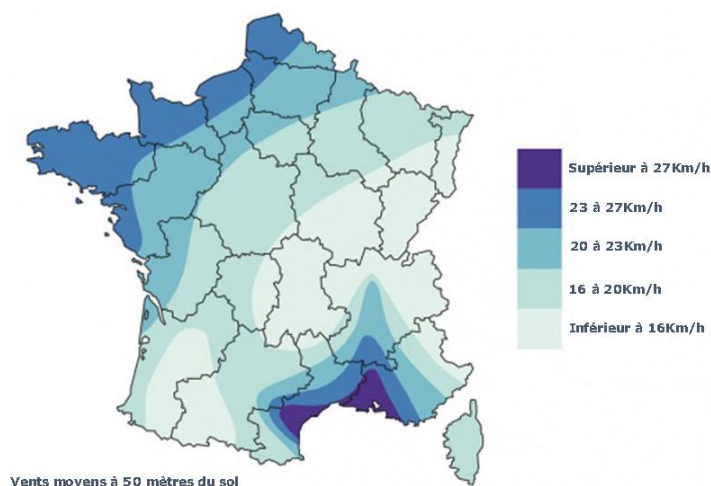 Supérieur à 27Km/h
23 à 27Km/h
20 à 23Km/h
16 à 20Km/h
Inférieur à 16Km/h
Vents moyens à 50 mètres du sol